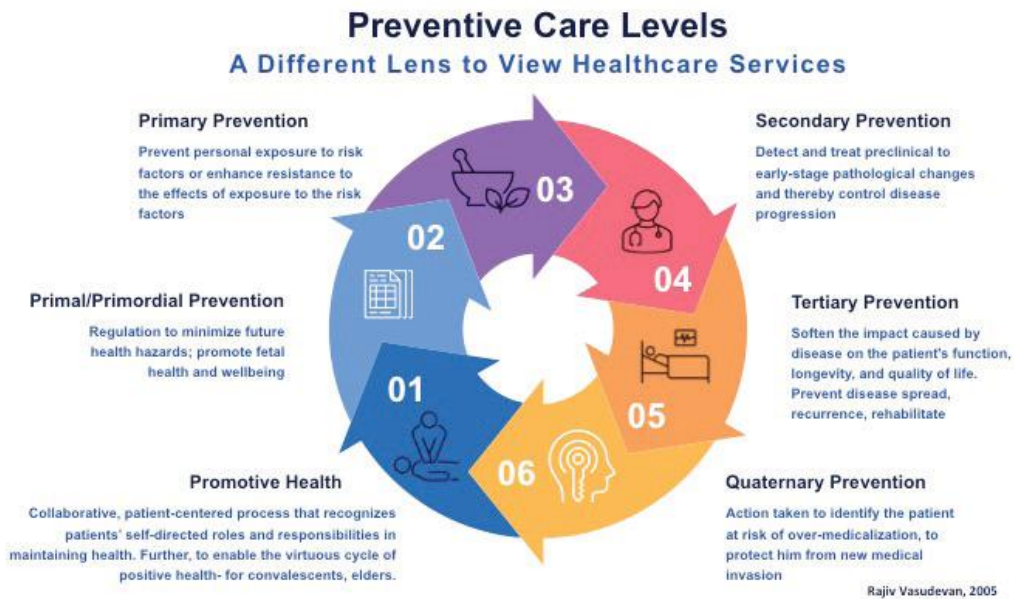 Preventive Care Levels
A Different Lens to View Healthcare Services
Primary Prevention
Prevent personal exposure to risk
factors or enhance resistance to
the effects of exposure to the risk
factors
Secondary Prevention
Detect and treat preclinical to
early-stage pathological changes
and thereby control disease
progression
03
02
04
Primal/Primordial Prevention
Regulation to minimize future
health hazards; promote fetal
health and wellbeing
Tertiary Prevention
Soften the impact caused by
disease on the patient's function,
longevity, and quality of life.
Prevent disease spread,
recurrence, rehabilitate
01
05
06
Promotive Health
Collaborative, patient-centered process that recognizes
patients' self-directed roles and responsibilities in
maintaining health. Further, to enable the virtuous cycle of
positive health- for convalescents, elders.
Quaternary Prevention
Action taken to identify the patient
at risk of over-medicalization, to
protect him from new medical
invasion
Rajiv Vasudevan, 2005